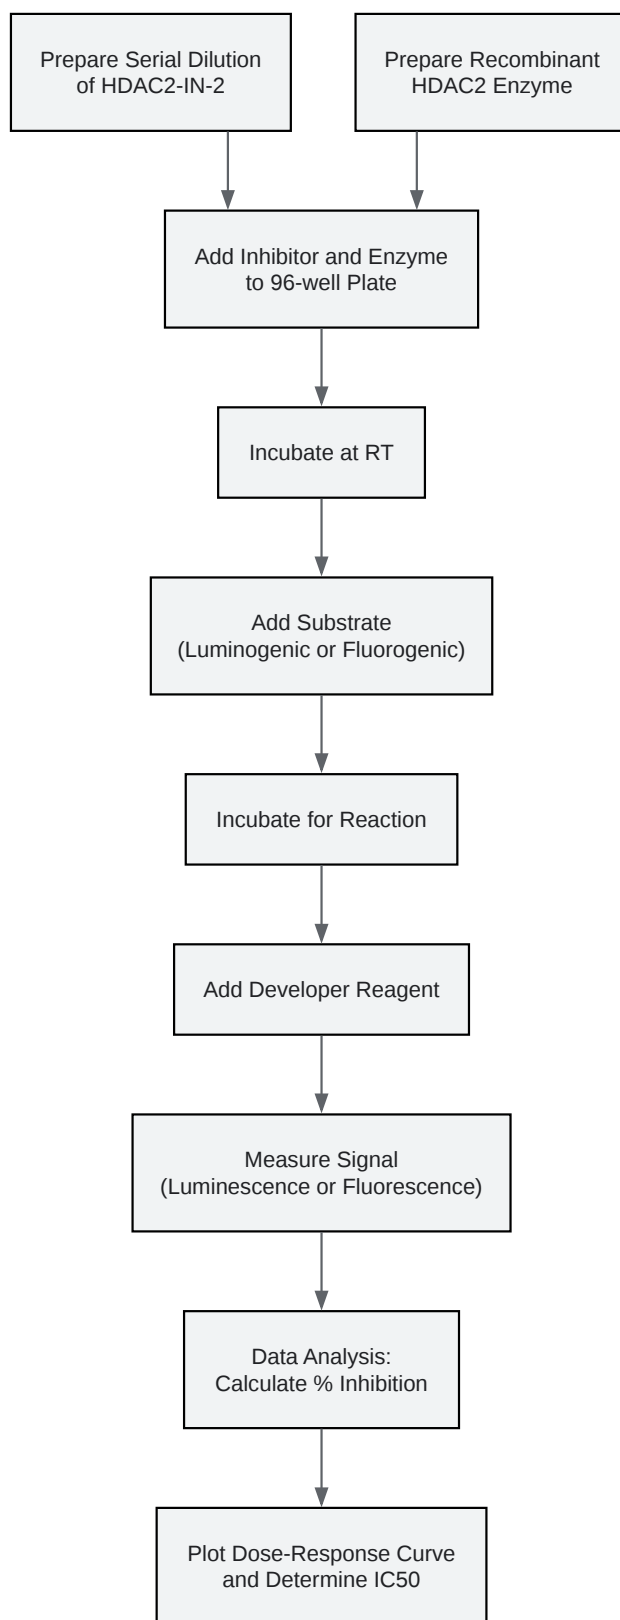 Prepare Serial Dilution
of HDAC2-IN-2
Prepare Recombinant
HDAC2 Enzyme
Add Inhibitor and Enzyme
to 96-well Plate
Incubate at RT
Add Substrate
(Luminogenic or Fluorogenic)
Incubate for Reaction
Add Developer Reagent
Measure Signal
(Luminescence or Fluorescence)
Data Analysis:
Calculate % Inhibition
Plot Dose-Response Curve
and Determine IC50